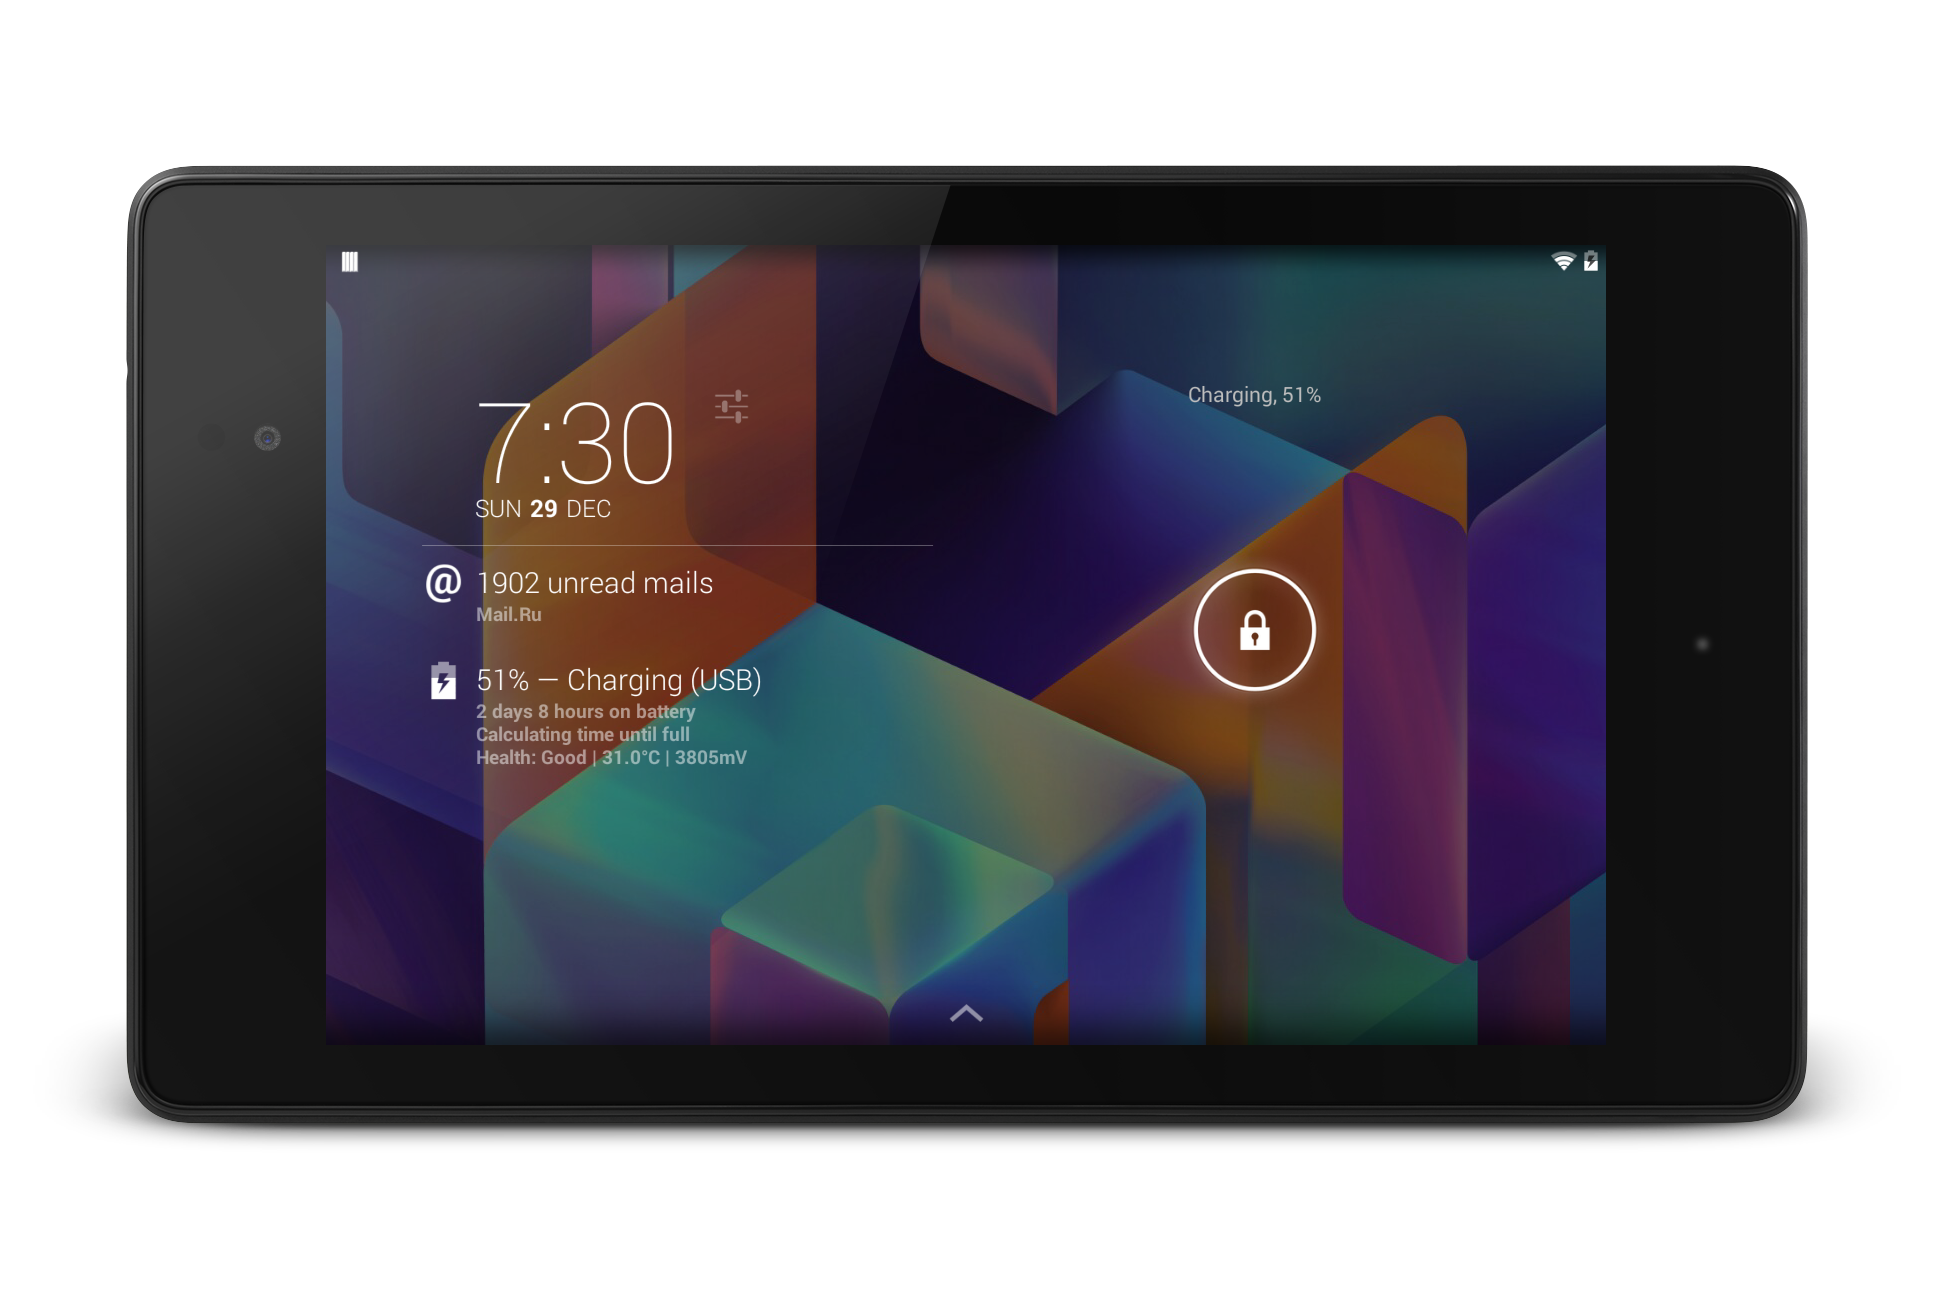 7:30
SUN 29 DEC
@ 1902 unread mails
Mail.Ru
51% — Charging (USB)
2 days 8 hours on battery
Calculating time until full
Health: Good | 31.0°C | 3805mV
Charging, 51%